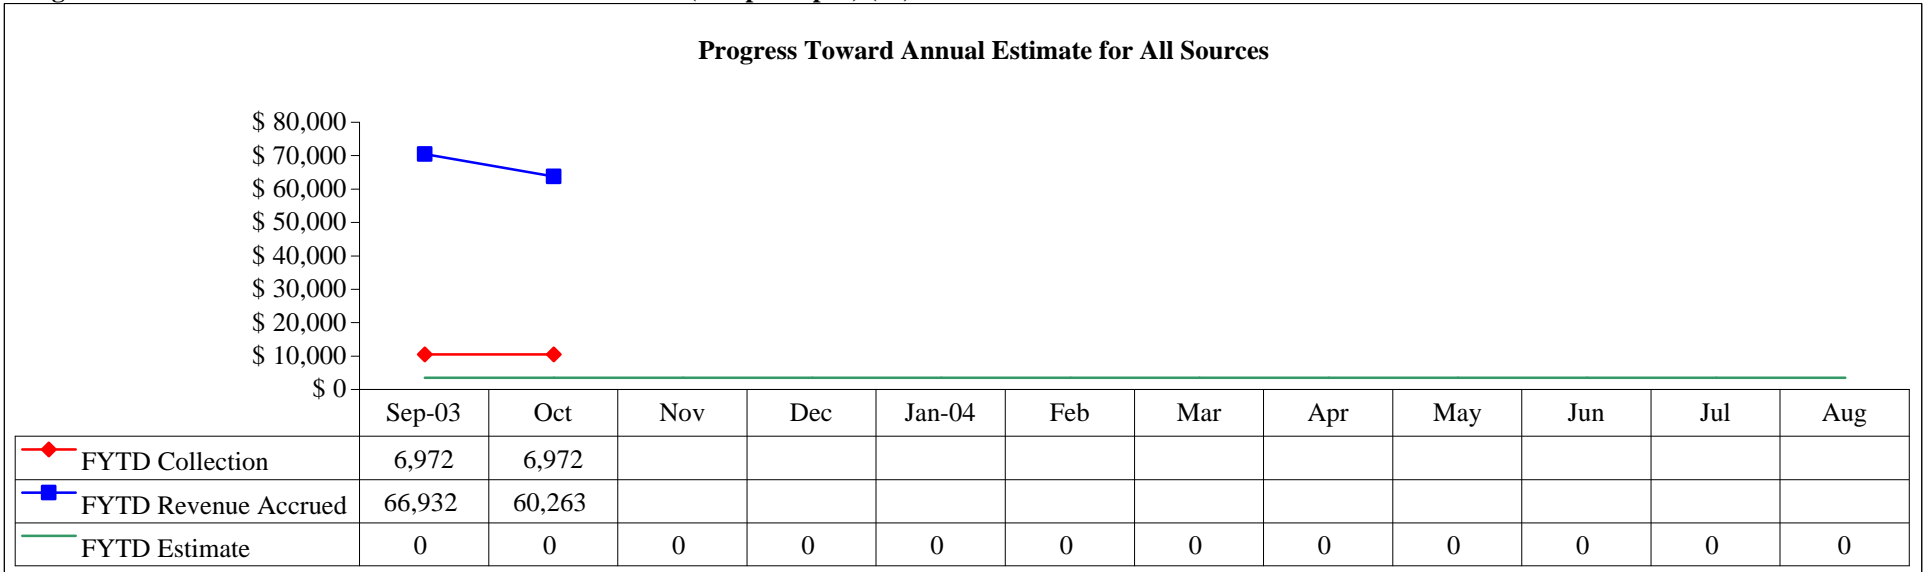 Progress Toward Annual Estimate for All Sources
$ 80,000
$ 70,000
$ 60,000
$ 50,000
$ 40,000
$ 30,000
$ 20,000
$ 10,000
$ 0
Sep-03 Oct Nov Dec Jan-04 Feb Mar Apr May Jun Jul Aug
FYTD Collection 6,972 6,972
FYTD Revenue Accrued 66,932 60,263
FYTD Estimate 0 0 0 0 0 0 0 0 0 0 0 0